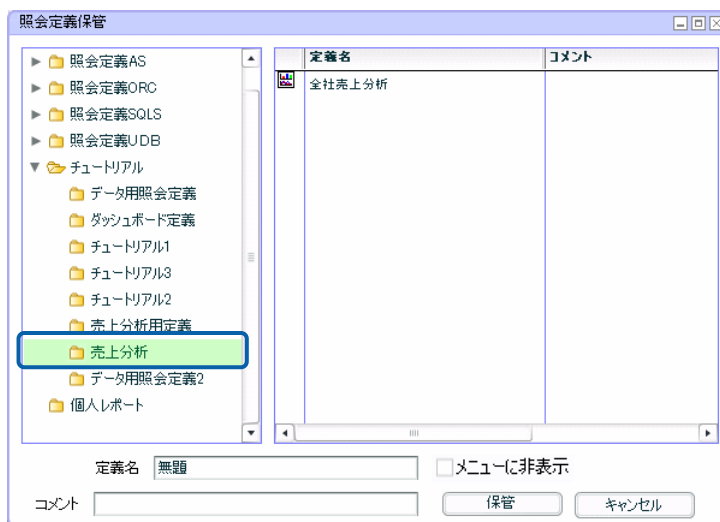 照会定義保管
照会定義AS
照会定義ORC
照会定義SQLS
照会定義UDB
チュートリアル
データ用照会定義
ダッシュボード定義
チュートリアル1
チュートリアル3
チュートリアル2
売上分析用定義
売上分析
データ用照会定義2
個人レポート
定義名 コメント
全社売上分析
定義名 無題
メニューに非表示
コメント
保管 キャンセル